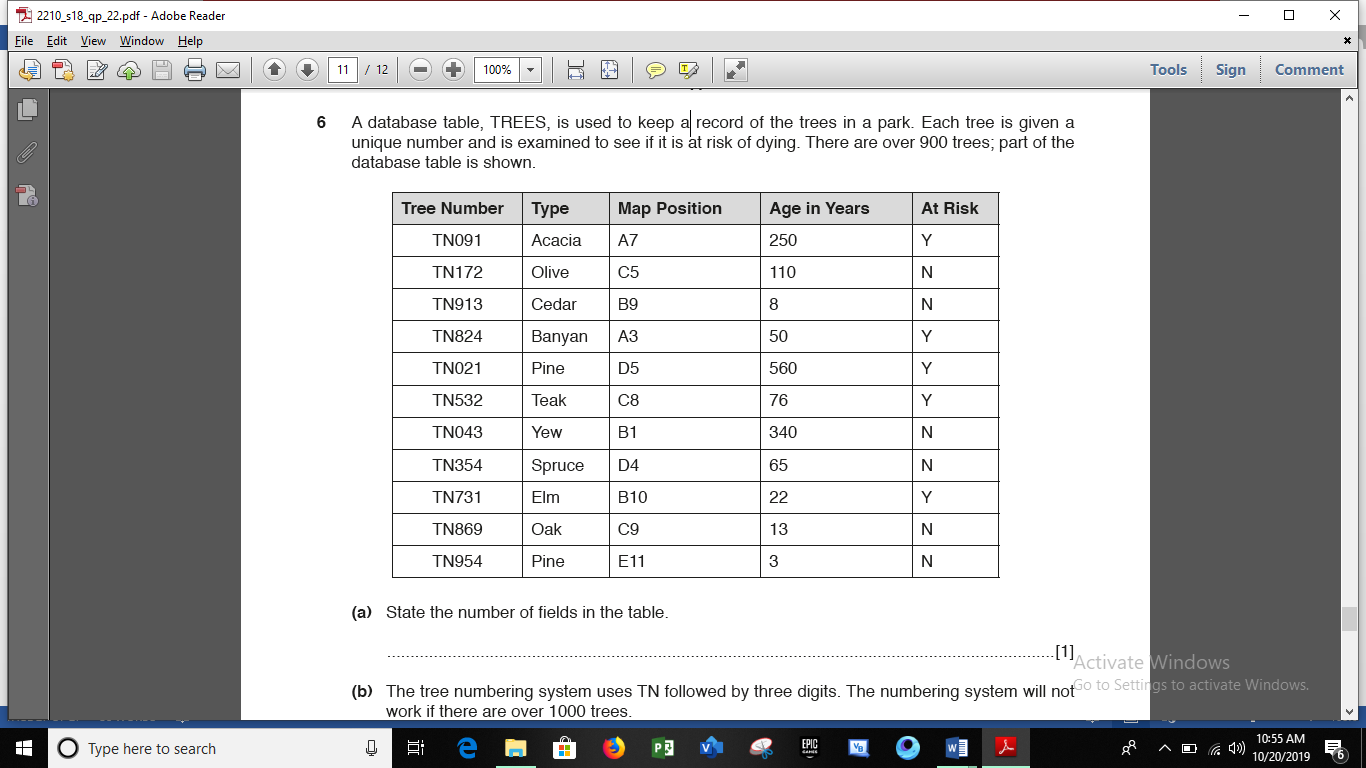 2210_s18_qp_22.pdf - Adobe Reader
File Edit View Window Help
11 / 12 100% Tools Sign Comment
6 A database table, TREES, is used to keep a record of the trees in a park. Each tree is given a
unique number and is examined to see if it is at risk of dying. There are over 900 trees; part of the
database table is shown.
Tree Number Type Map Position Age in Years At Risk
TN091 Acacia A7 250 Y
TN172 Olive C5 110 N
TN913 Cedar B9 8 N
TN824 Banyan A3 50 Y
TN021 Pine D5 560 Y
TN532 Teak C8 76 Y
TN043 Yew B1 340 N
TN354 Spruce D4 65 N
TN731 Elm B10 22 Y
TN869 Oak C9 13 N
TN954 Pine E11 3 N
(a) State the number of fields in the table.
[1]
Activate Windows
Go to Settings to activate Windows.
(b) The tree numbering system uses TN followed by three digits. The numbering system will not
work if there are over 1000 trees.
Type here to search
EPIC GAMES
10:55 AM
10/20/2019
6